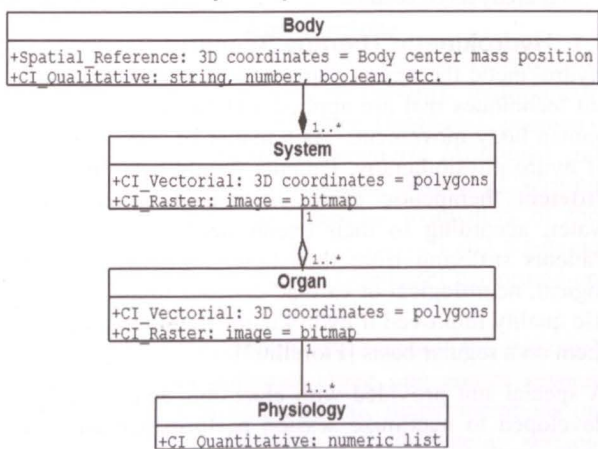 Body
+Spatial_Reference: 3D coordinates = Body center mass position
+CI_Qualitative: string, number, boolean, etc.
1..*
System
+CI_Vectorial: 3D coordinates = polygons
+CI_Raster: image = bitmap
1
1..*
Organ
+CI_Vectorial: 3D coordinates = polygons
+CI_Raster: image = bitmap
1
1..*
Physiology
+CI_Quantitative: numeric list